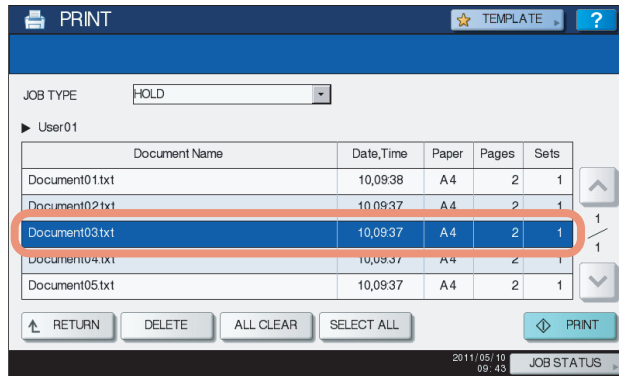 PRINT
TEMPLATE
?
JOB TYPE HOLD
User01
Document Name Date,Time Paper Pages Sets
Document01.txt 10,09:38 A4 2 1
Document02.txt 10,09:37 A4 2 1
Document03.txt 10,09:37 A4 2 1
Document04.txt 10,09:37 A4 2 1
Document05.txt 10,09:37 A4 2 1
1
1
RETURN DELETE ALL CLEAR SELECT ALL PRINT
2011/05/10
09:43
JOB STATUS